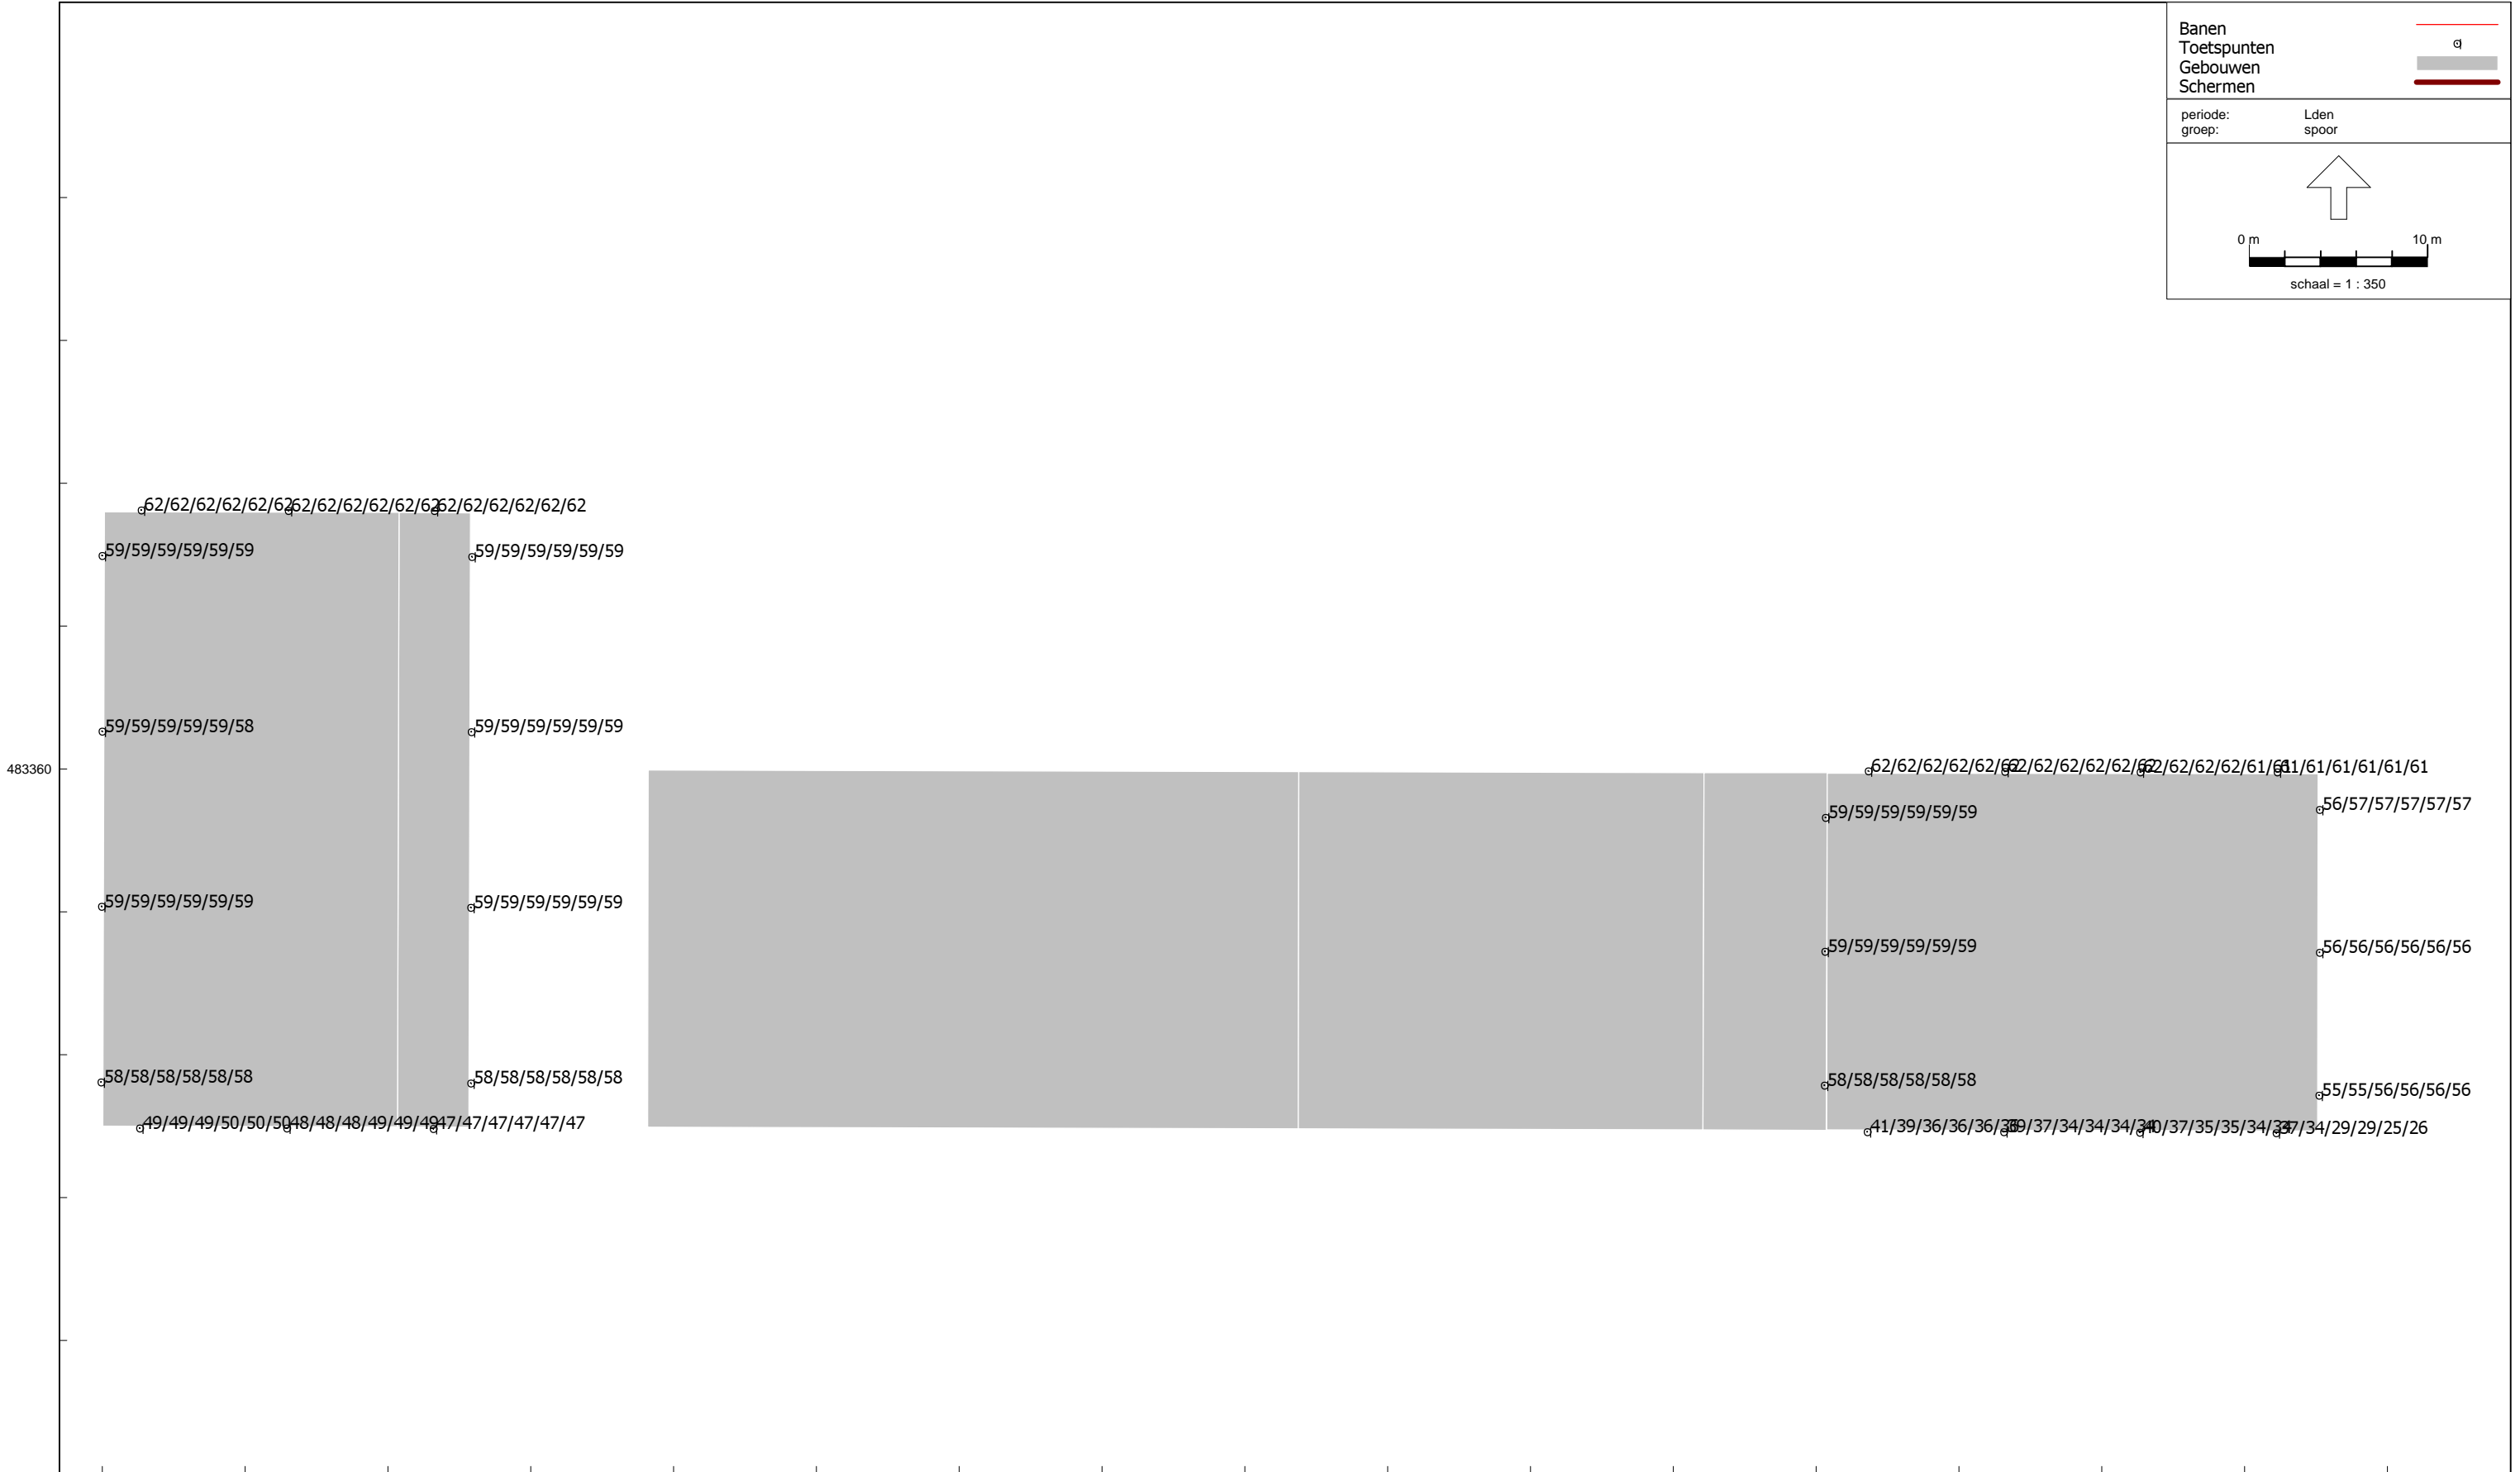 Banen
Toetspunten
Gebouwen
Schermen
periode: Lden
groep: spoor
0 m 10 m
schaal = 1 : 350
62/62/62/62/62/62 62/62/62/62/62/62 62/62/62/62/62/62
59/59/59/59/59/59 59/59/59/59/59/59
59/59/59/59/59/58 59/59/59/59/59/59
483360
62/62/62/62/62/62 62/62/62/62/62/62 62/62/62/62/61/61 61/61/61/61/61/61
56/57/57/57/57/57
59/59/59/59/59/59
59/59/59/59/59/59 59/59/59/59/59/59
59/59/59/59/59/59 56/56/56/56/56/56
58/58/58/58/58/58 58/58/58/58/58/58 58/58/58/58/58/58
55/55/56/56/56/56
49/49/49/50/50/50 48/48/48/49/49/49 47/47/47/47/47/47
41/39/36/36/36/36 39/37/34/34/34/34 40/37/35/35/34/34 37/34/29/29/25/26